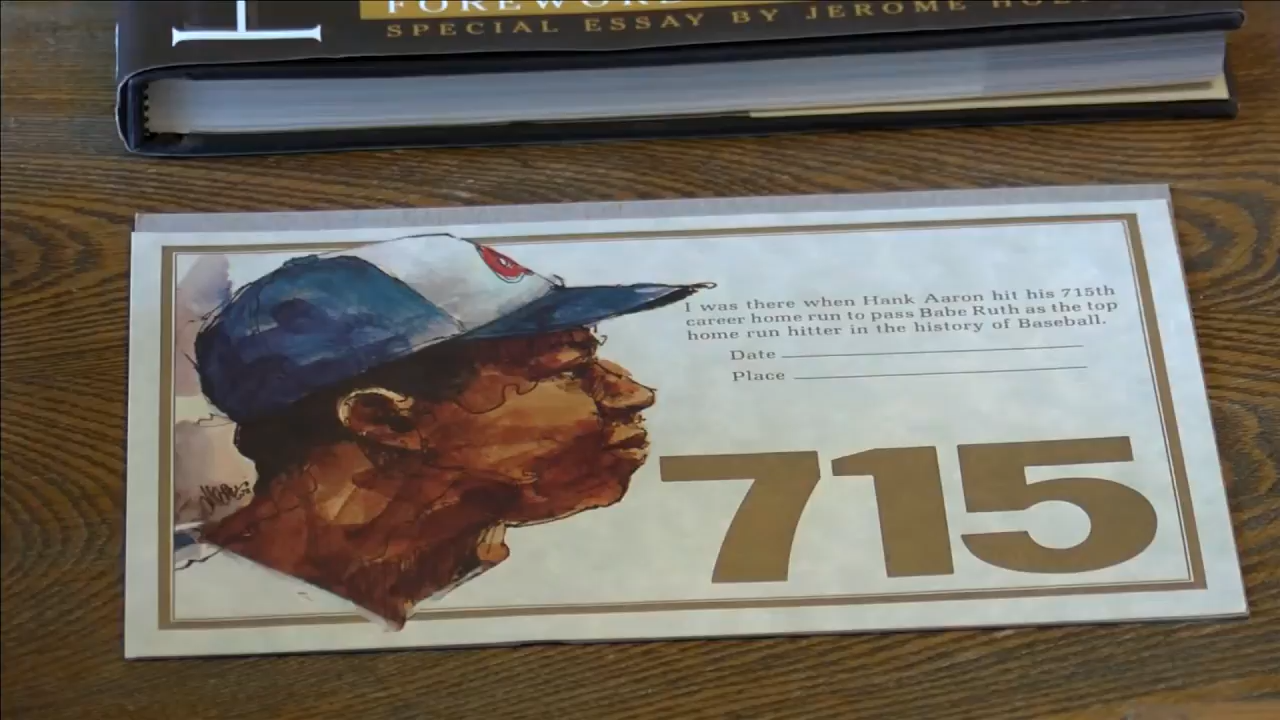 FOREWORD
SPECIAL ESSAY BY JEROME
I was there when Hank Aaron hit his 715th
career home run to pass Babe Ruth as the top
home run hitter in the history of Baseball.
Date
Place
715